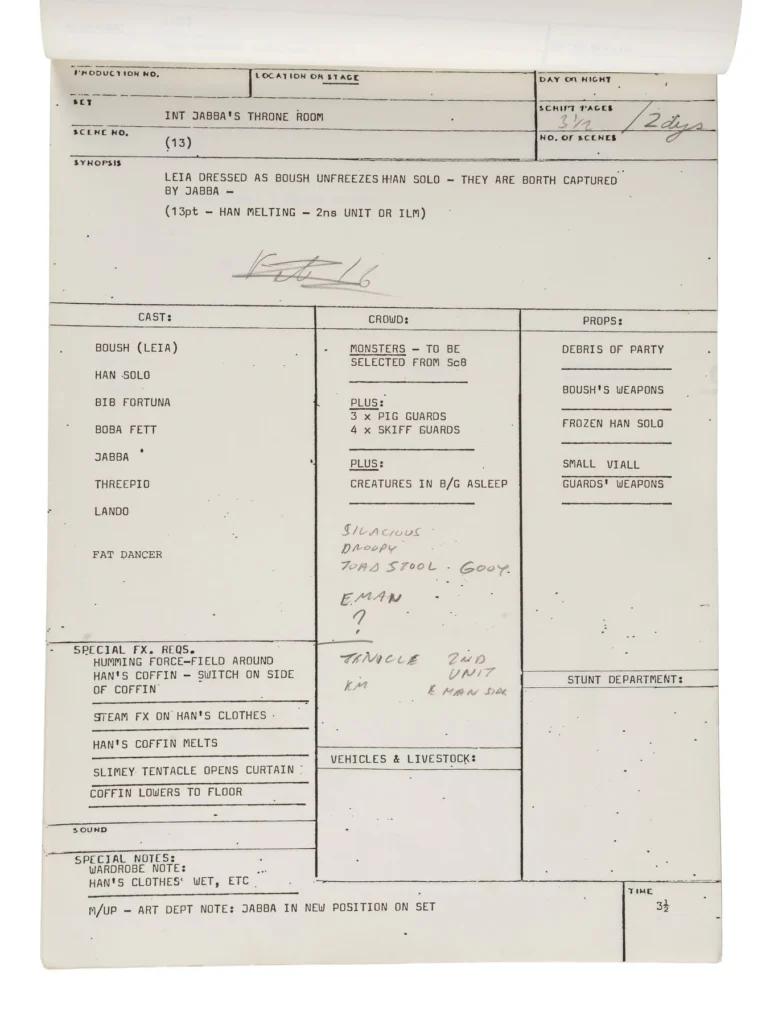 PRODUCTION NO.
LOCATION OR STAGE
DAY OR NIGHT
SET
INT JABBA'S THRONE ROOM
SCRIPT PAGES
3 1/2 / 2 dys
SCENE NO.
(13)
NO. OF SCENES
SYNOPSIS
LEIA DRESSED AS BOUSH UNFREEZES HHAN SOLO – THEY ARE BORTH CAPTURED
BY JABBA –
(13pt – HAN MELTING – 2ns UNIT OR ILM)
16
CAST:
BOUSH (LEIA)
HAN SOLO
BIB FORTUNA
BOBA FETT
JABBA
THREEPIO
LANDO
FAT DANCER
CROWD:
MONSTERS – TO BE
SELECTED FROM Sc8
PLUS:
3 x PIG GUARDS
4 x SKIFF GUARDS
PLUS:
CREATURES IN B/G ASLEEP
SILACIOUS
DROOPY
TOAD STOOL . GOOY.
E.MAN
?
TENICLE 2ND
UNIT
KM E MAN SIDE
PROPS:
DEBRIS OF PARTY
BOUSH'S WEAPONS
FROZEN HAN SOLO
SMALL VIALL
GUARDS' WEAPONS
SPECIAL FX. REQS.
HUMMING FORCE-FIELD AROUND
HAN'S COFFIN – SWITCH ON SIDE
OF COFFIN
STEAM FX ON HAN'S CLOTHES
HAN'S COFFIN MELTS
SLIMEY TENTACLE OPENS CURTAIN
COFFIN LOWERS TO FLOOR
STUNT DEPARTMENT:
VEHICLES & LIVESTOCK:
SOUND
SPECIAL NOTES:
WARDROBE NOTE:
HAN'S CLOTHES' WET, ETC
M/UP – ART DEPT NOTE: JABBA IN NEW POSITION ON SET
TIME
3½